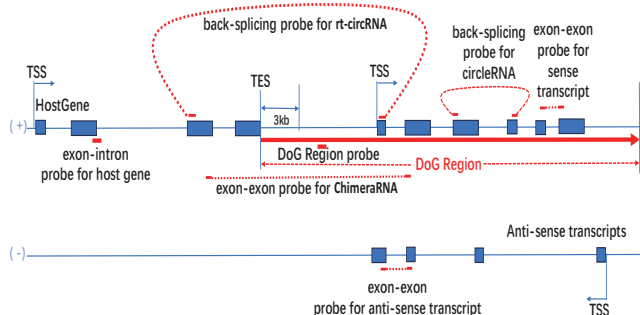 back-splicing probe for rt-circRNA
exon-exon
probe for
sense
transcript
back-splicing
probe for
circleRNA
TSS
TES
TSS
HostGene
3kb
(+)
exon-intron
probe for host gene
DoG Region probe
DoG Region
exon-exon probe for ChimeraRNA
(-)
Anti-sense transcripts
exon-exon
probe for anti-sense transcript
TSS